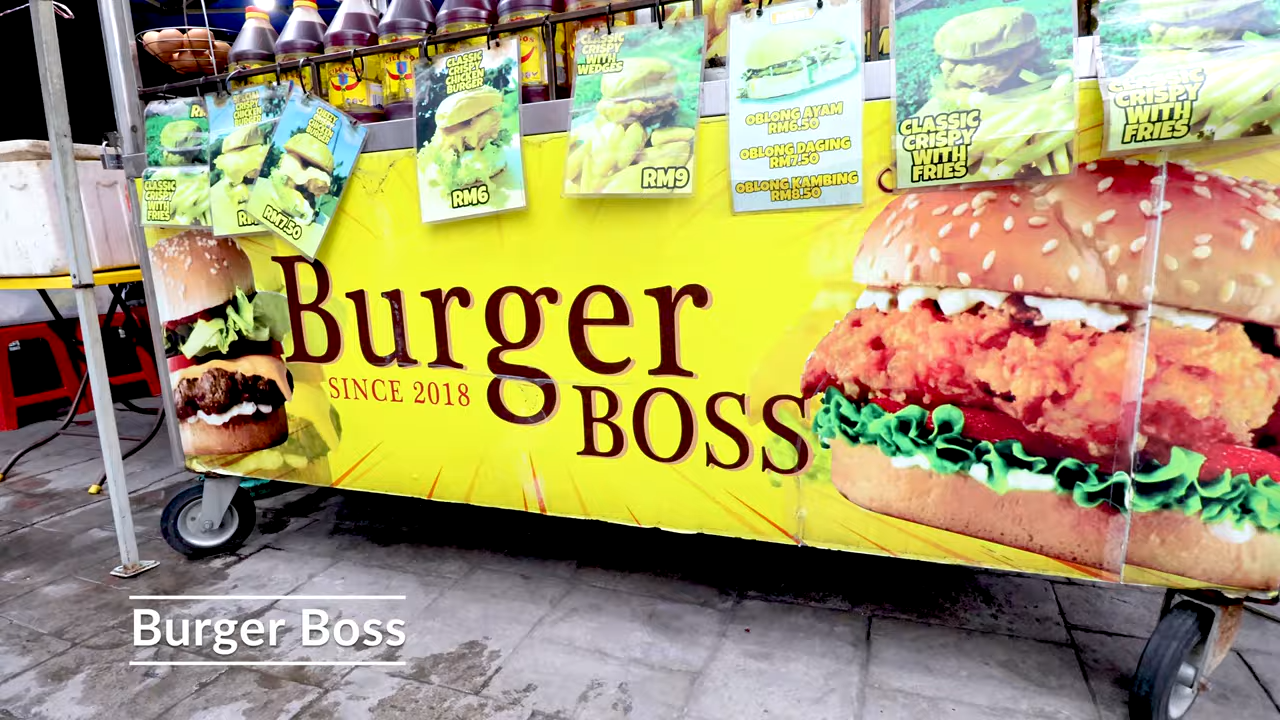 CLASSIC
CRISPY
WITH
FRIES
RM7.50
CLASSIC
CRISPY
CHICKEN
BURGER
RM6
CLASSIC
CRISPY
WITH
WEDGES
RM9
OBLONG AYAM
RM6.50
OBLONG DAGING
RM7.50
OBLONG KAMBING
RM8.50
CLASSIC
CRISPY
WITH
FRIES
CLASSIC
CRISPY
WITH
FRIES
Burger
SINCE 2018
BOSS
Burger Boss